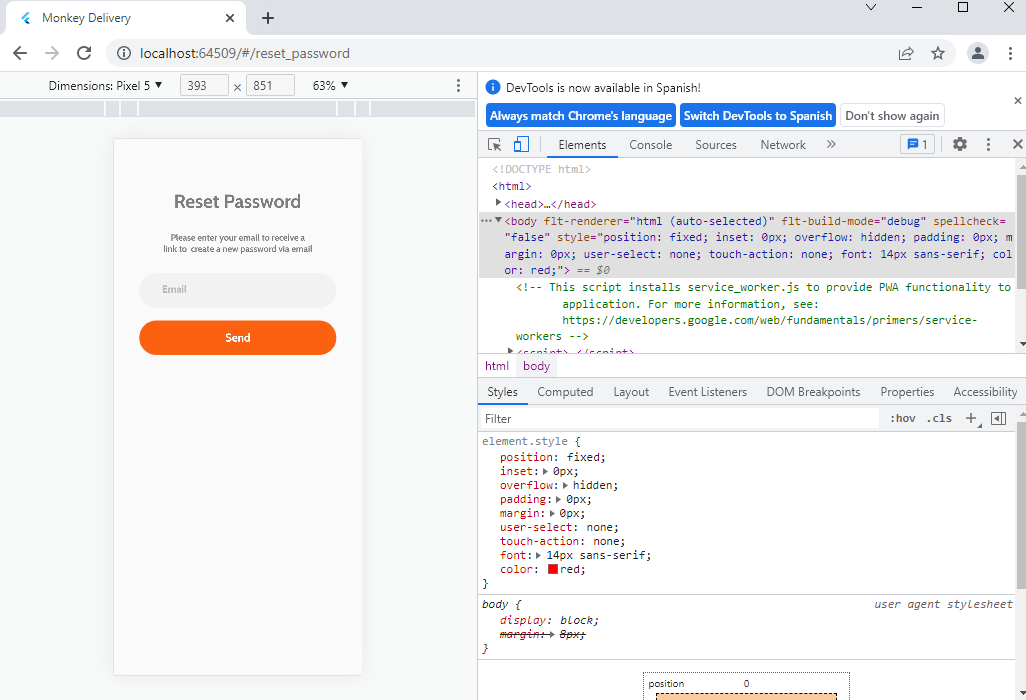 Monkey Delivery
localhost:64509/#/reset_password
Dimensions: Pixel 5 ▼ 393 × 851 63% ▼
Reset Password
Please enter your email to receive a
link to create a new password via email
Email
Send
DevTools is now available in Spanish!
Always match Chrome's language Switch DevTools to Spanish Don't show again
Elements Console Sources Network » 1
<!DOCTYPE html>
<html>
<head>…</head>
<body flt-renderer="html (auto-selected)" flt-build-mode="debug" spellcheck=
"false" style="position: fixed; inset: 0px; overflow: hidden; padding: 0px; m
argin: 0px; user-select: none; touch-action: none; font: 14px sans-serif; col
or: red;"> == $0
<!-- This script installs service_worker.js to provide PWA functionality to
application. For more information, see:
https://developers.google.com/web/fundamentals/primers/service-
workers -->
<script>…</script>
html body
Styles Computed Layout Event Listeners DOM Breakpoints Properties Accessibility
Filter :hov .cls +
element.style {
position: fixed;
inset: 0px;
overflow: hidden;
padding: 0px;
margin: 0px;
user-select: none;
touch-action: none;
font: 14px sans-serif;
color: red;
}
body { user agent stylesheet
display: block;
margin: 8px;
}
position 0